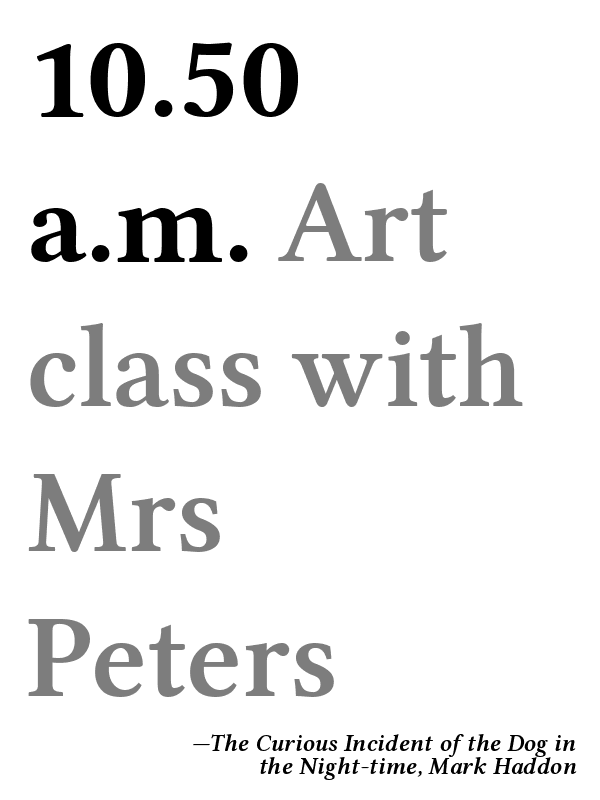 10.50
a.m. Art
class with
Mrs
Peters
—The Curious Incident of the Dog in
the Night-time, Mark Haddon